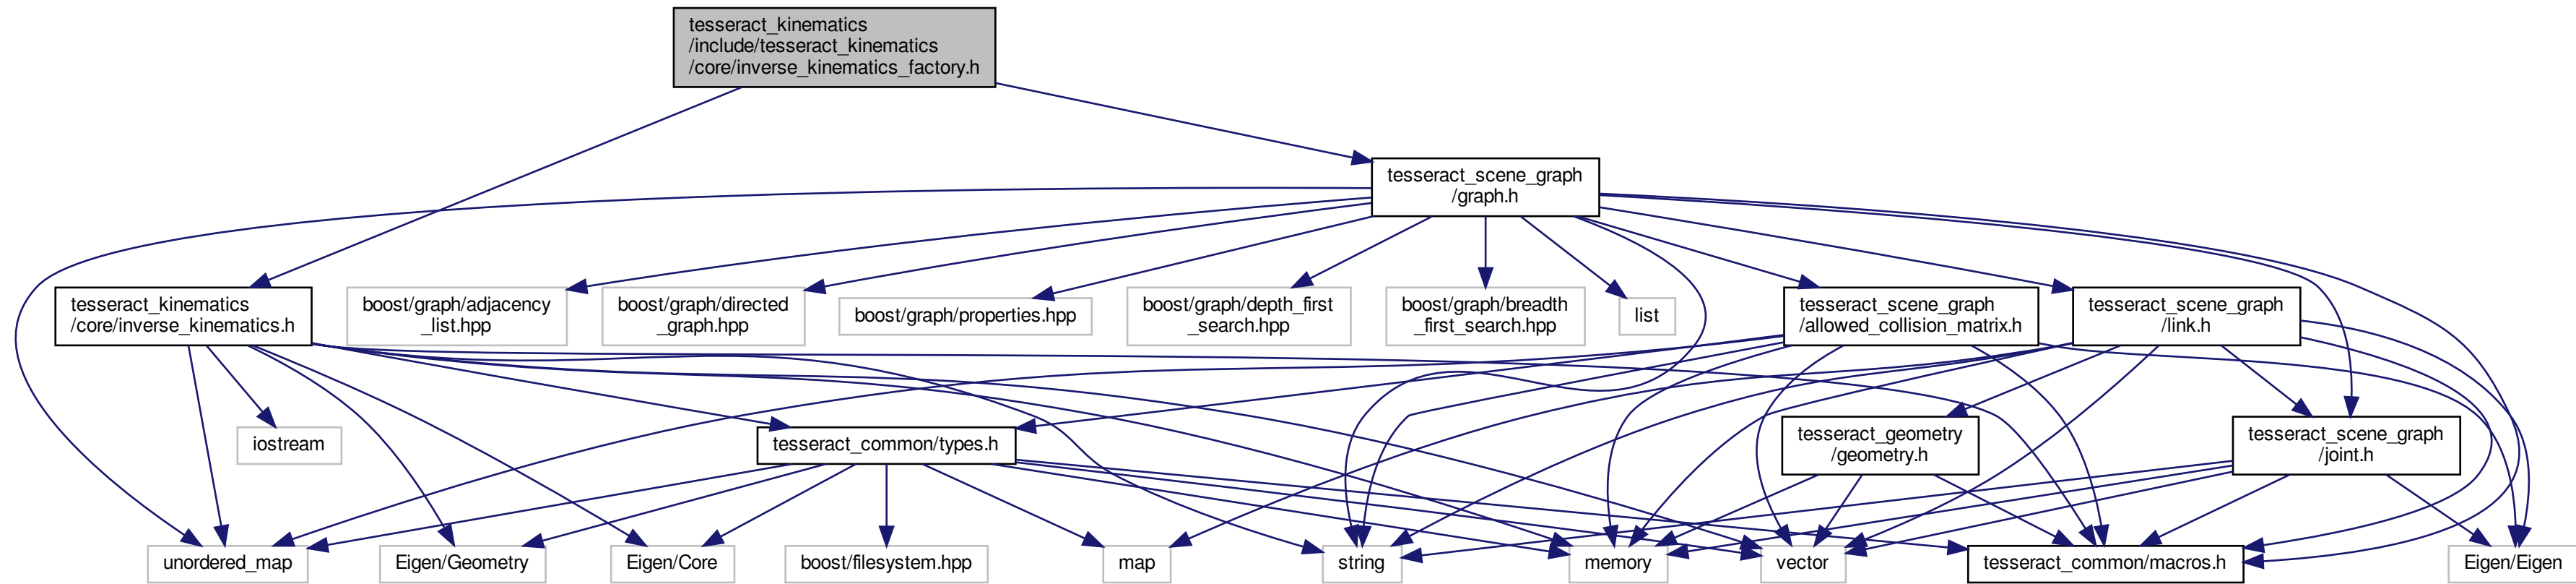 tesseract_kinematics
/include/tesseract_kinematics
/core/inverse_kinematics_factory.h
tesseract_scene_graph
/graph.h
tesseract_kinematics
/core/inverse_kinematics.h
boost/graph/adjacency
_list.hpp
boost/graph/directed
_graph.hpp
boost/graph/properties.hpp
boost/graph/depth_first
_search.hpp
boost/graph/breadth
_first_search.hpp
list
tesseract_scene_graph
/allowed_collision_matrix.h
tesseract_scene_graph
/link.h
iostream
tesseract_common/types.h
tesseract_geometry
/geometry.h
tesseract_scene_graph
/joint.h
unordered_map
Eigen/Geometry
Eigen/Core
boost/filesystem.hpp
map
string
memory
vector
tesseract_common/macros.h
Eigen/Eigen